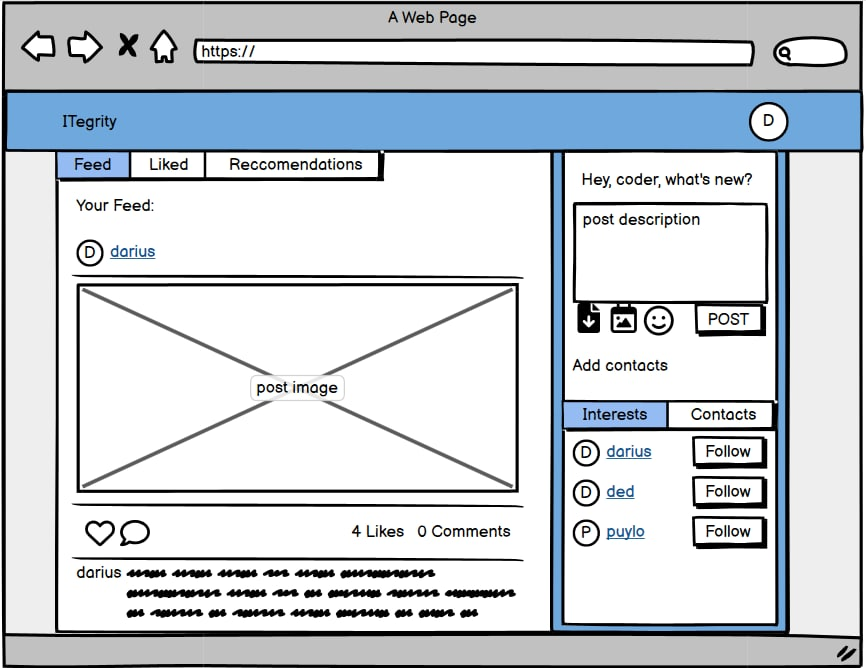 A Web Page
https://
ITegrity
D
Feed
Liked
Reccomendations
Your Feed:
D
darius
post image
4 Likes
0 Comments
darius
Hey, coder, what's new?
post description
POST
Add contacts
Interests
Contacts
D
darius
Follow
D
ded
Follow
P
puylo
Follow